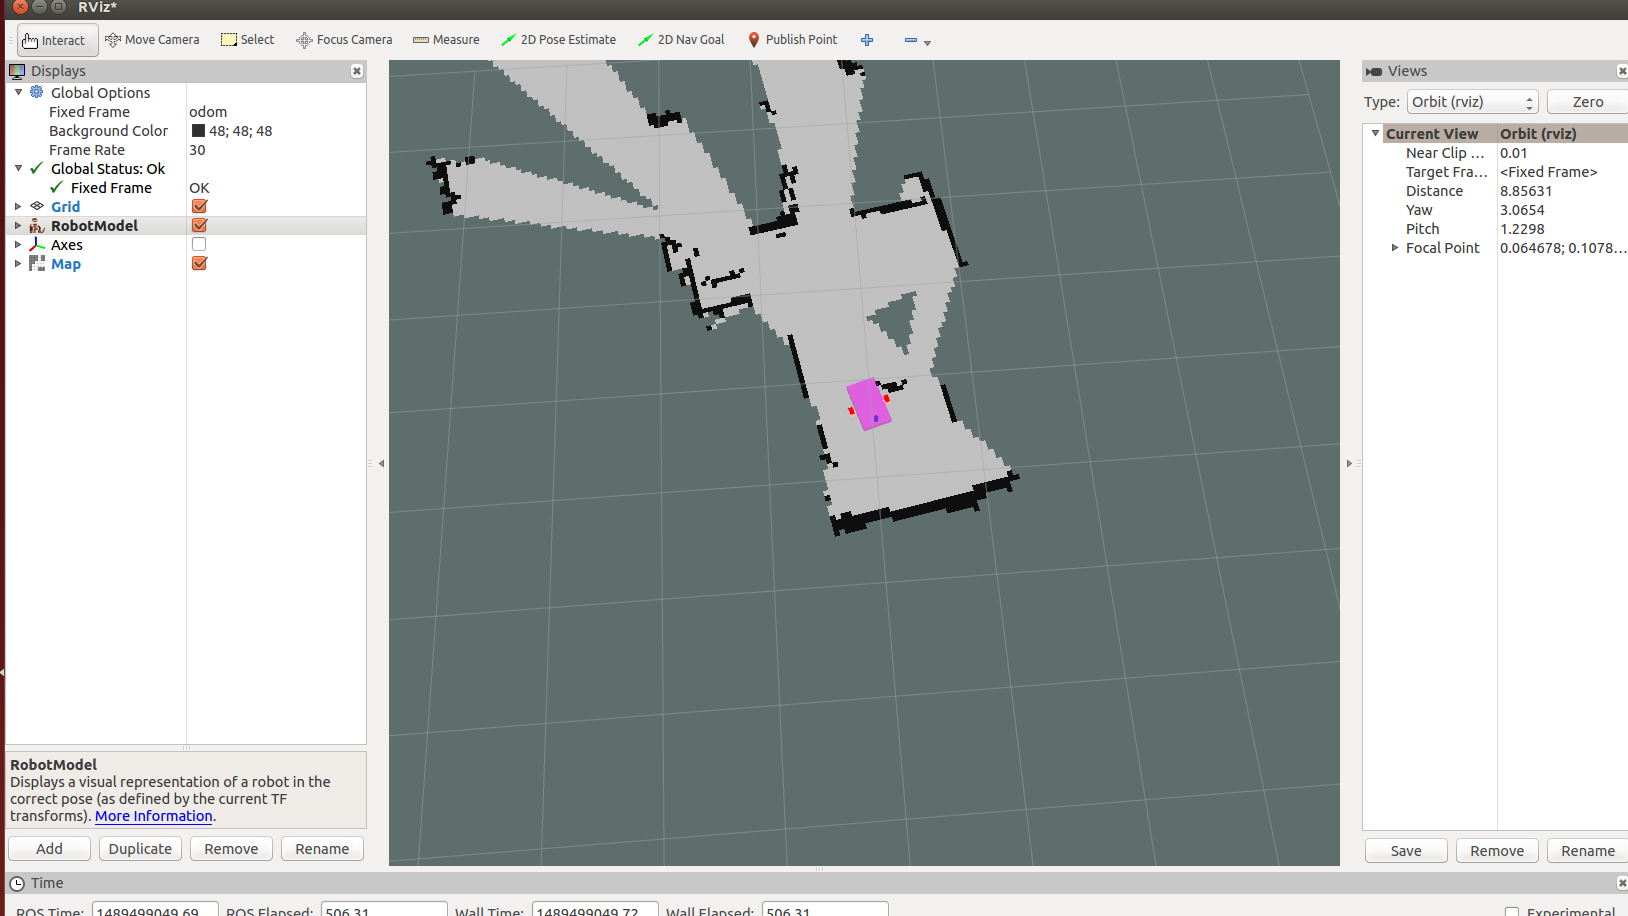 RViz*
Interact Move Camera Select Focus Camera Measure 2D Pose Estimate 2D Nav Goal Publish Point
Displays
Global Options
Fixed Frame odom
Background Color 48; 48; 48
Frame Rate 30
Global Status: Ok
Fixed Frame OK
Grid
RobotModel
Axes
Map
RobotModel
Displays a visual representation of a robot in the
correct pose (as defined by the current TF
transforms). More Information.
Add Duplicate Remove Rename
Views
Type: Orbit (rviz) Zero
Current View Orbit (rviz)
Near Clip ... 0.01
Target Fra... <Fixed Frame>
Distance 8.85631
Yaw 3.0654
Pitch 1.2298
Focal Point 0.064678; 0.1078...
Save Remove Rename
Time
ROS Time: 1489499049.69 ROS Elapsed: 506.31 Wall Time: 1489499049.72 Wall Elapsed: 506.31 Experimental